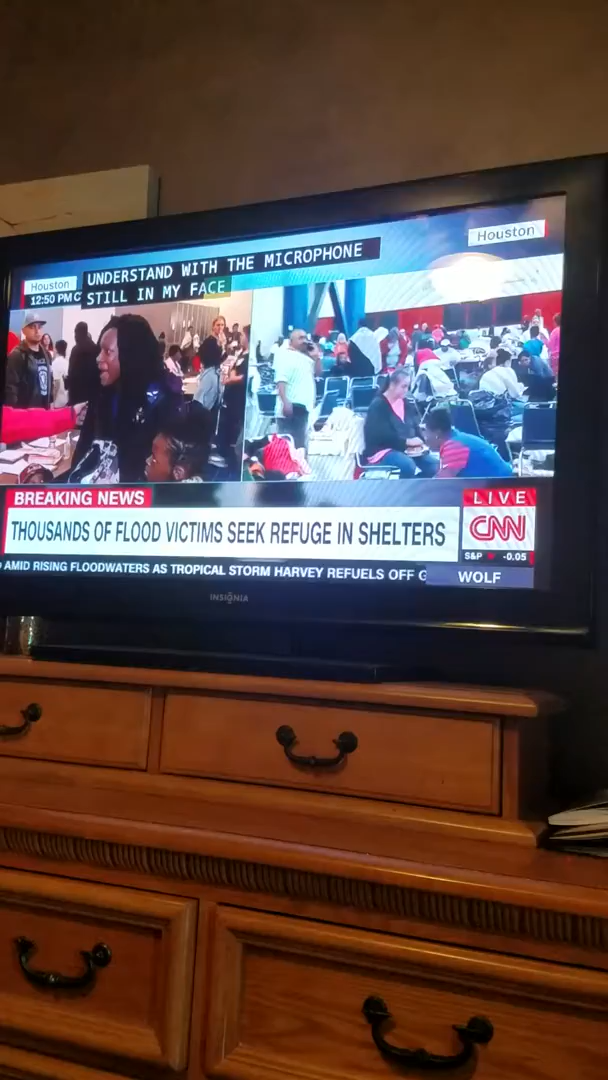 Houston
UNDERSTAND WITH THE MICROPHONE
Houston
12:50 PM C
STILL IN MY FACE
BREAKING NEWS
LIVE
THOUSANDS OF FLOOD VICTIMS SEEK REFUGE IN SHELTERS
CNN
S&P -0.05
AMID RISING FLOODWATERS AS TROPICAL STORM HARVEY REFUELS OFF G
WOLF
INSIGNIA